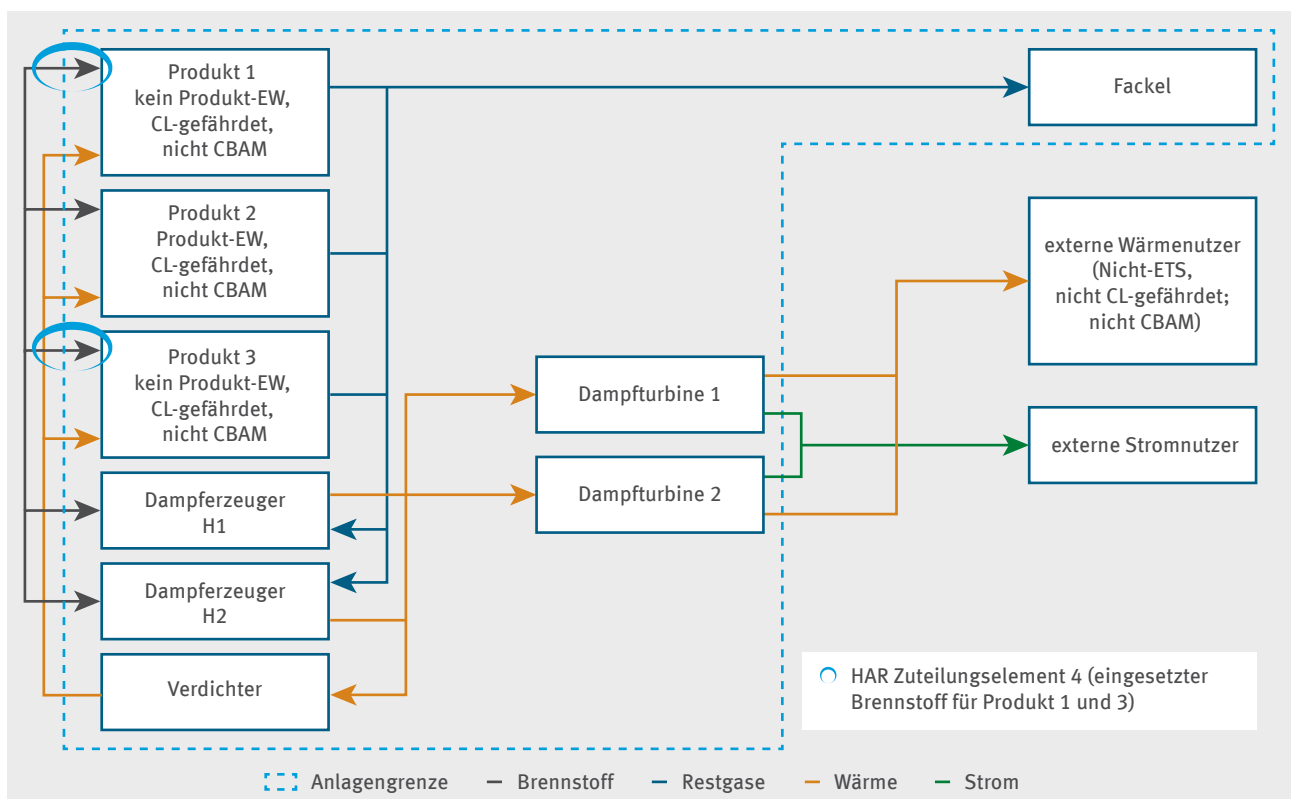 Produkt 1
kein Produkt-EW,
CL-gefährdet,
nicht CBAM
Fackel
Produkt 2
Produkt-EW,
CL-gefährdet,
nicht CBAM
externe Wärmenutzer
(Nicht-ETS,
nicht CL-gefährdet;
nicht CBAM)
Produkt 3
kein Produkt-EW,
CL-gefährdet,
nicht CBAM
Dampfturbine 1
externe Stromnutzer
Dampferzeuger
H1
Dampfturbine 2
Dampferzeuger
H2
Verdichter
HAR Zuteilungselement 4 (eingesetzter
Brennstoff für Produkt 1 und 3)
Anlagengrenze
Brennstoff
Restgase
Wärme
Strom